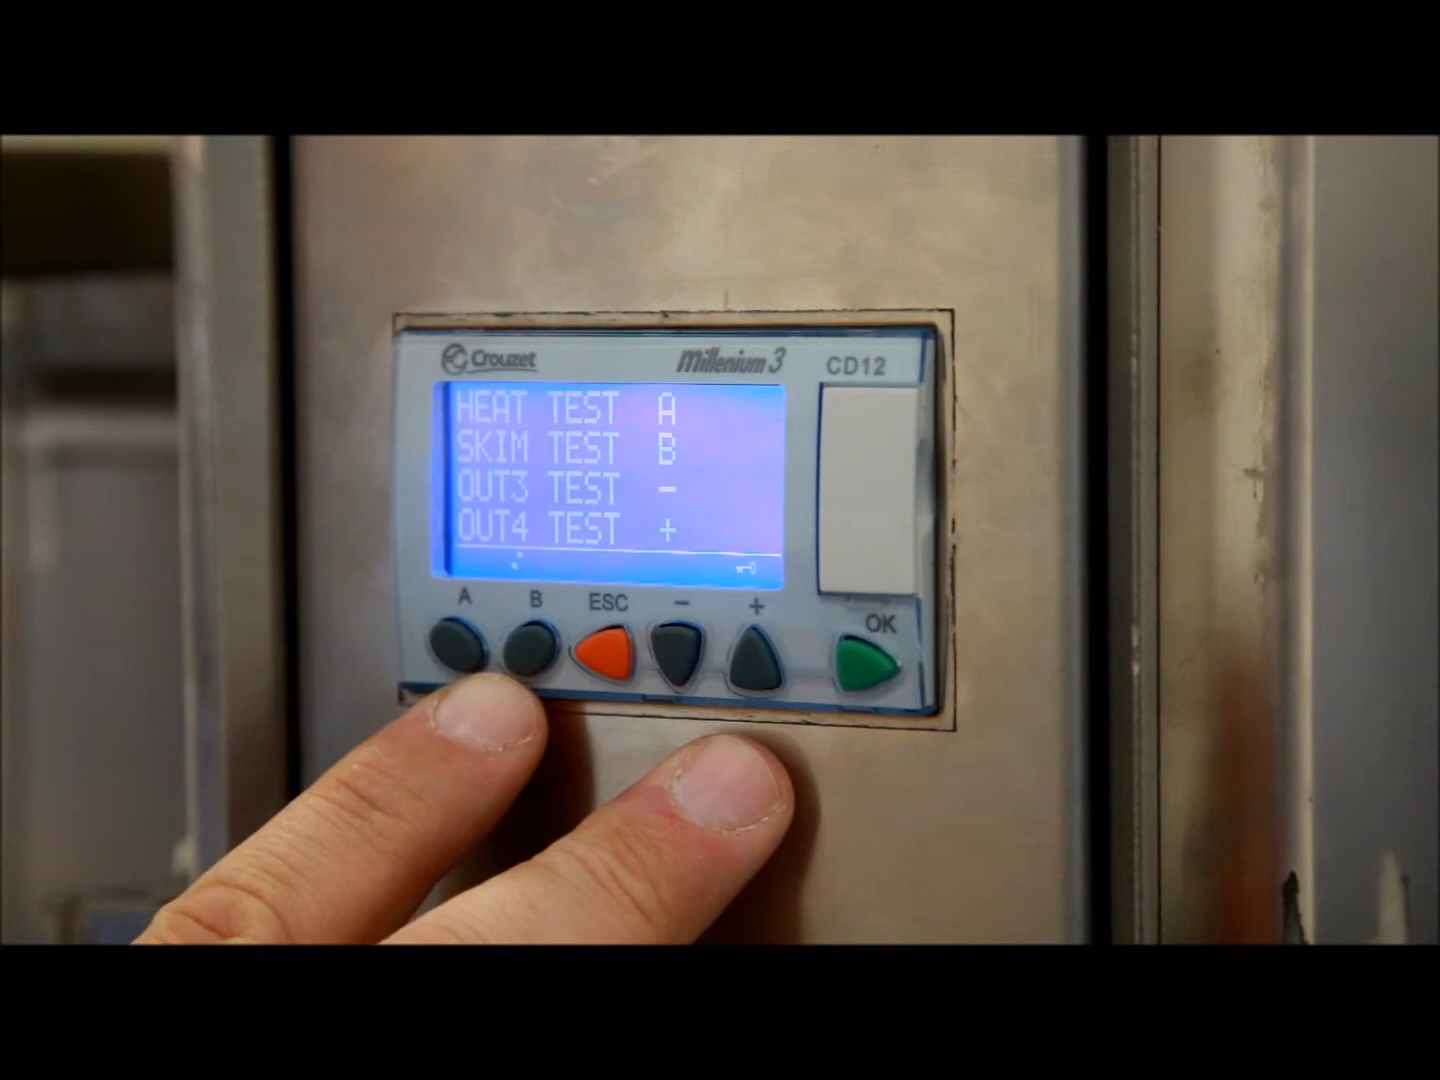 Crouzet Millenium 3 CD12
HEAT TEST A
SKIM TEST B
OUT3 TEST -
OUT4 TEST +
A B ESC - + OK